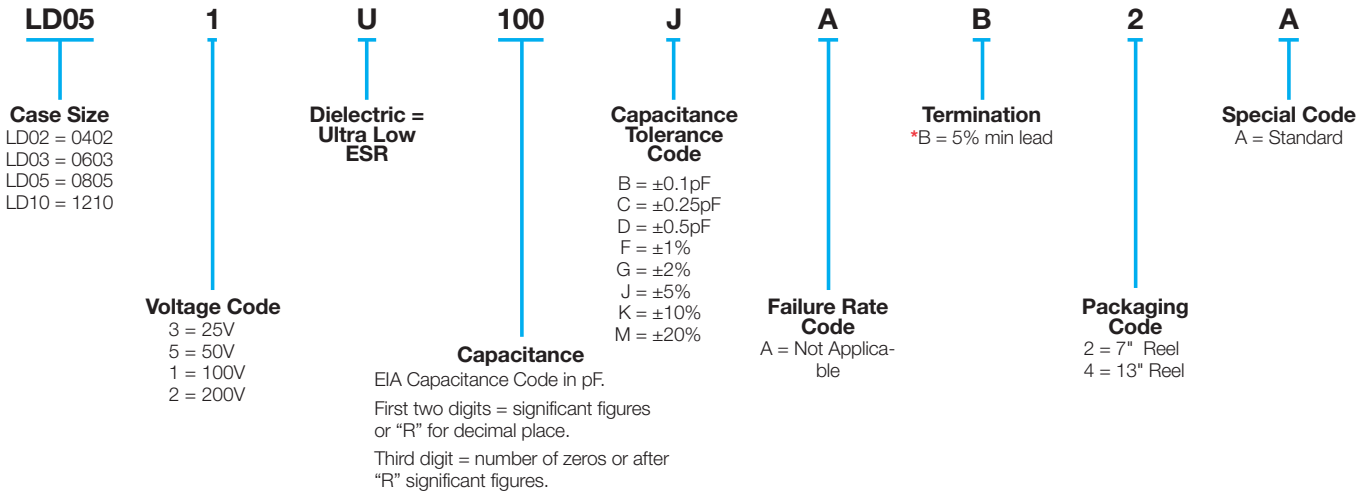 LD05 1 U 100 J A B 2 A
Case Size
LD02 = 0402
LD03 = 0603
LD05 = 0805
LD10 = 1210
Voltage Code
3 = 25V
5 = 50V
1 = 100V
2 = 200V
Dielectric =
Ultra Low
ESR
Capacitance
EIA Capacitance Code in pF.
First two digits = significant figures
or “R” for decimal place.
Third digit = number of zeros or after
“R” significant figures.
Capacitance
Tolerance
Code
B = ±0.1pF
C = ±0.25pF
D = ±0.5pF
F = ±1%
G = ±2%
J = ±5%
K = ±10%
M = ±20%
Failure Rate
Code
A = Not Applica-
ble
Termination
*B = 5% min lead
Packaging
Code
2 = 7" Reel
4 = 13" Reel
Special Code
A = Standard